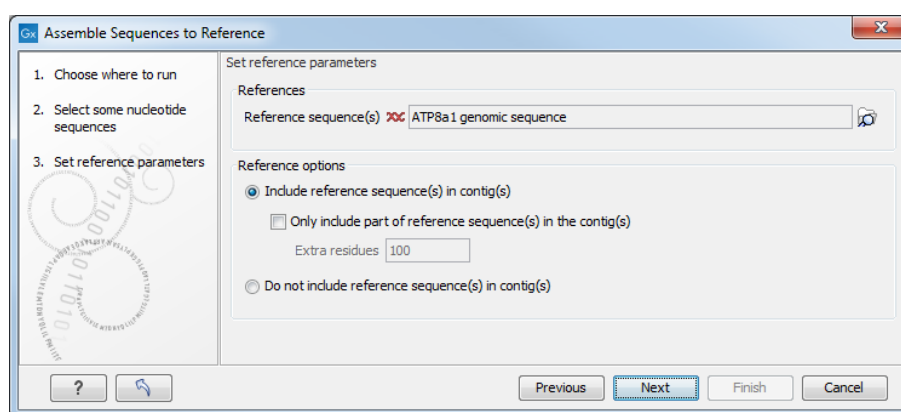 Gx Assemble Sequences to Reference
1. Choose where to run
2. Select some nucleotide
sequences
3. Set reference parameters
Set reference parameters
References
Reference sequence(s) ATP8a1 genomic sequence
Reference options
Include reference sequence(s) in contig(s)
Only include part of reference sequence(s) in the contig(s)
Extra residues 100
Do not include reference sequence(s) in contig(s)
? Previous Next Finish Cancel